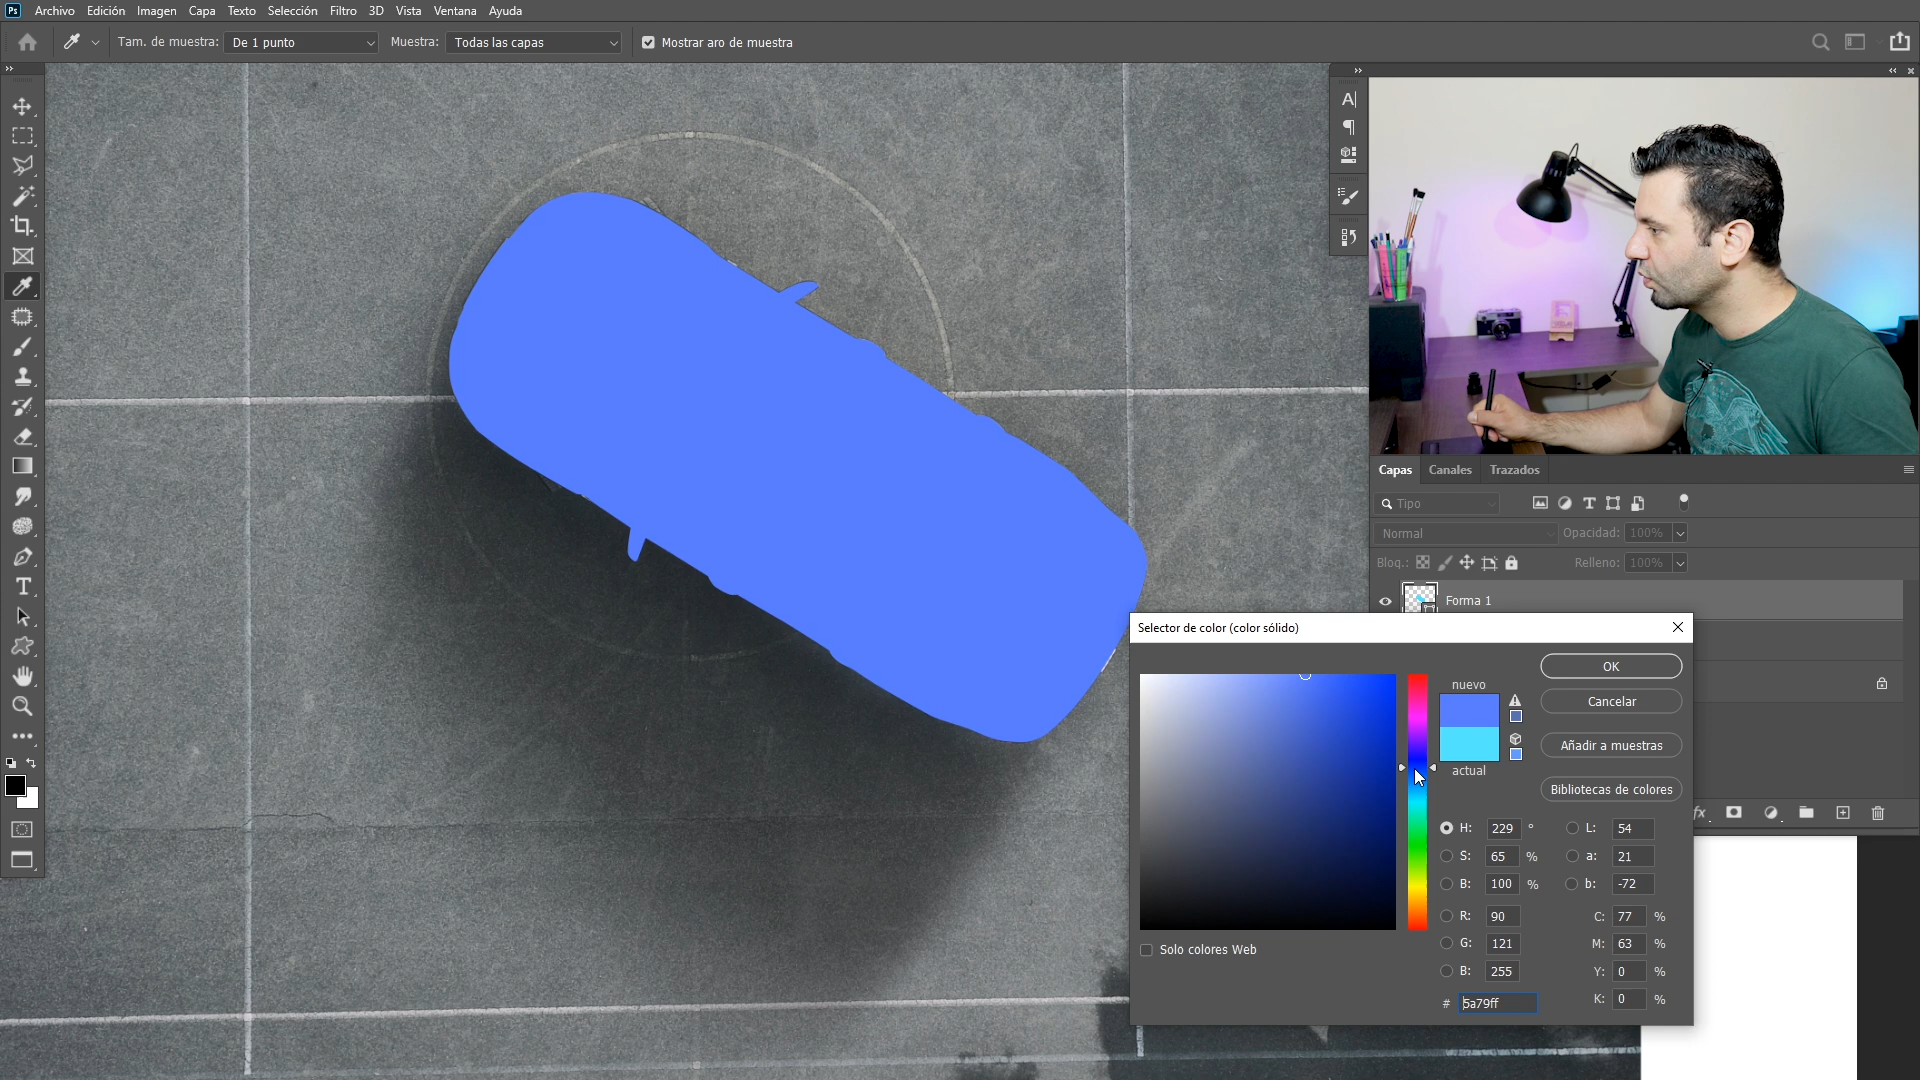 Ps Archivo Edición Imagen Capa Texto Selección Filtro 3D Vista Ventana Ayuda
Tam. de muestra: De 1 punto Muestra: Todas las capas Mostrar aro de muestra
Capas Canales Trazados
Tipo
Normal Opacidad: 100%
Bloq.: Relleno: 100%
Forma 1
Selector de color (color sólido)
nuevo
actual
OK
Cancelar
Añadir a muestras
Bibliotecas de colores
fx
H: 229 ° L: 54
S: 65 % a: 21
B: 100 % b: -72
R: 90 C: 77 %
G: 121 M: 63 %
B: 255 Y: 0 %
# 5a79ff K: 0 %
Solo colores Web